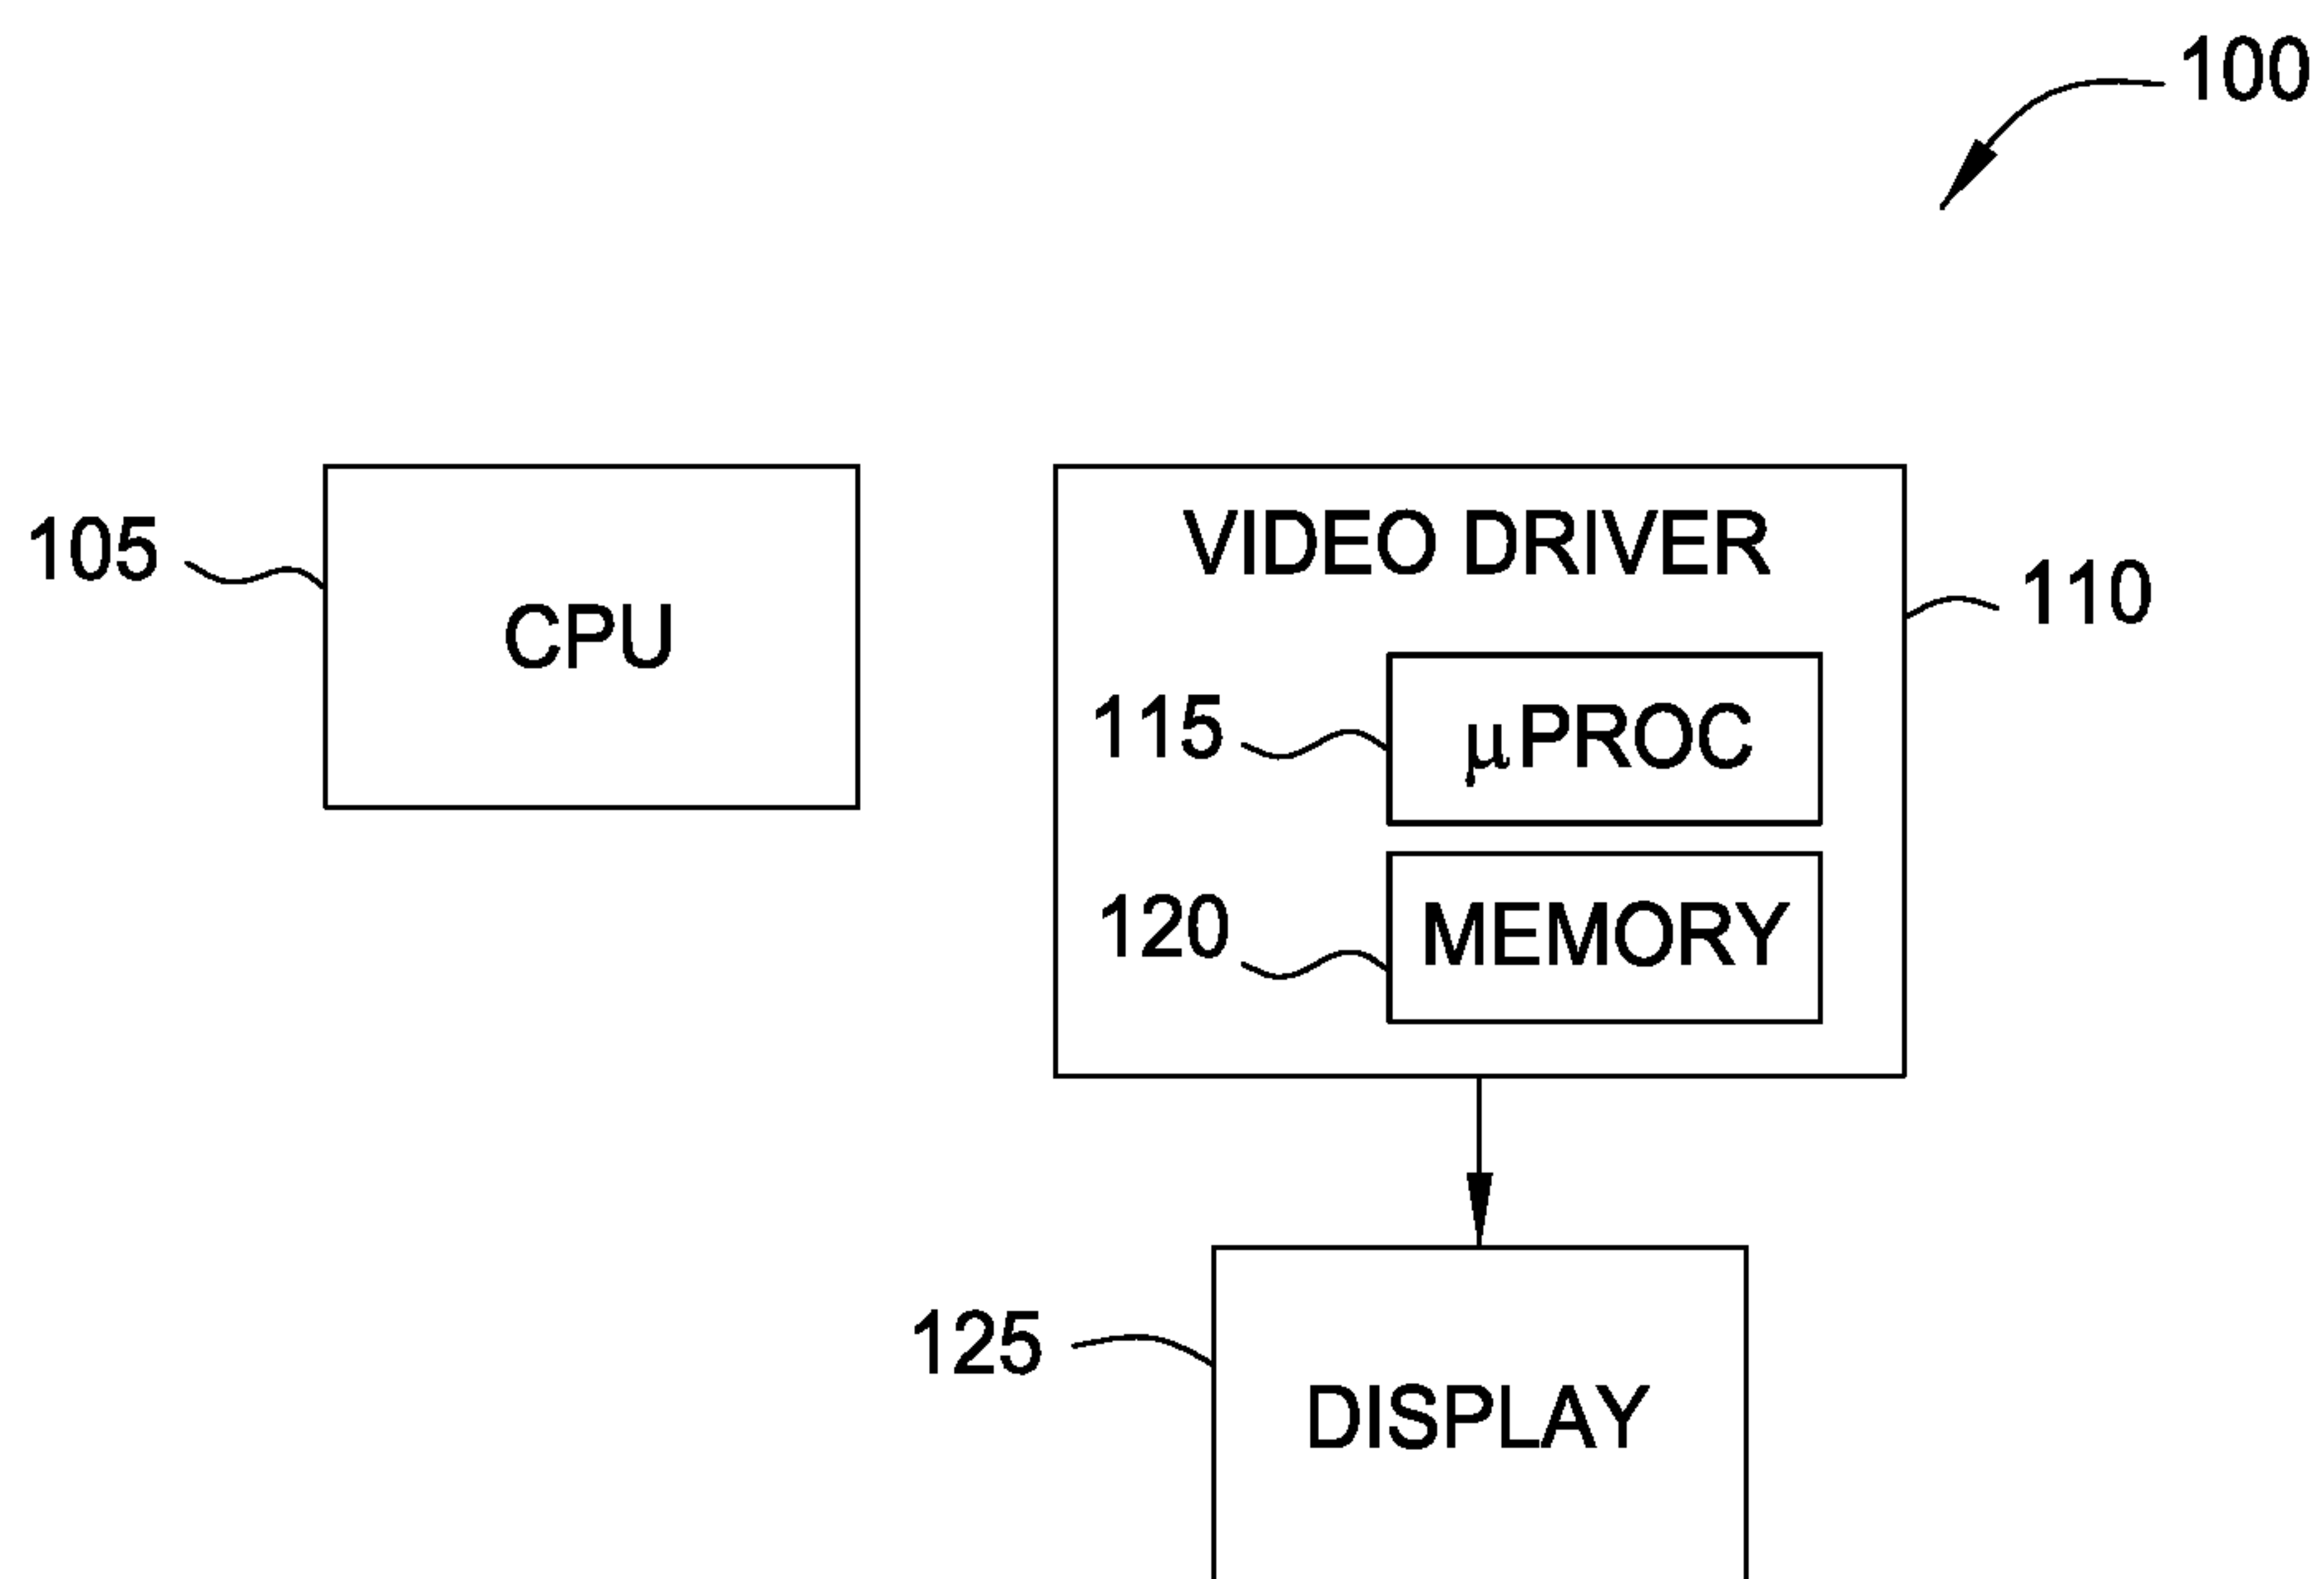 100
105
CPU
VIDEO DRIVER
110
115
μPROC
120
MEMORY
125
DISPLAY